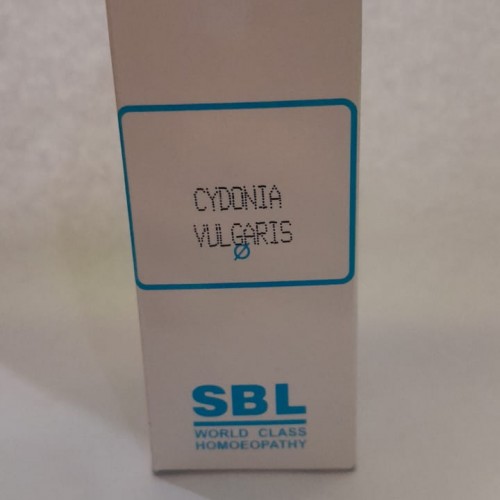 CYDONIA
VULGARIS
Ø
SBL
WORLD CLASS
HOMOEOPATHY